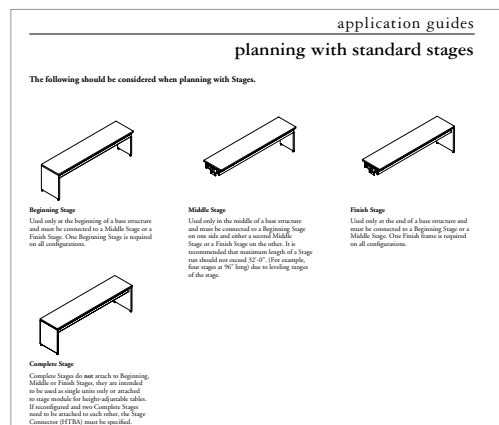 application guides
planning with standard stages
The following should be considered when planning with Stages.
Beginning Stage
Used only at the beginning of a base structure
and must be connected to a Middle Stage or a
Finish Stage. One Beginning Stage is required
on all configurations.
Middle Stage
Used only in the middle of a base structure
and must be connected to a Beginning Stage
on one side and either a second Middle
Stage or a Finish Stage on the other. It is
recommended that maximum length of a Stage
run should not exceed 32'-0". (For example,
four stages at 96" long) due to leveling ranges
of the stage.
Finish Stage
Used only at the end of a base structure and
must be connected to a Beginning Stage or a
Middle Stage. One Finish frame is required
on all configurations.
Complete Stage
Complete Stages do not attach to Beginning,
Middle or Finish Stages, they are intended
to be used as single units only or attached
to stage module for height-adjustable tables.
If reconfigured and two Complete Stages
need to be attached to each other, the Stage
Connector (HTBA) must be specified.